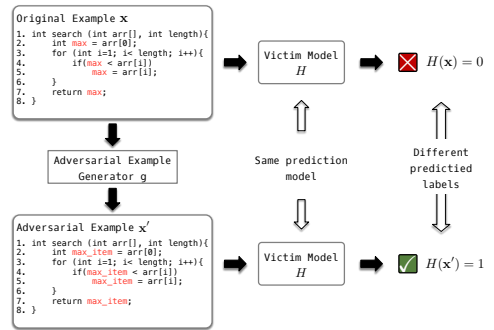 Original Example x
1. int search (int arr[], int length){
2. int max = arr[0];
3. for (int i=1; i< length; i++){
4. if(max < arr[i])
5. max = arr[i];
6. }
7. return max;
8. }
Victim Model
H
H(x) = 0
Adversarial Example
Generator g
Same prediction
model
Different
predictied
labels
Adversarial Example x′
1. int search (int arr[], int length){
2. int max_item = arr[0];
3. for (int i=1; i< length; i++){
4. if(max_item < arr[i])
5. max_item = arr[i];
6. }
7. return max_item;
8. }
Victim Model
H
H(x′) = 1